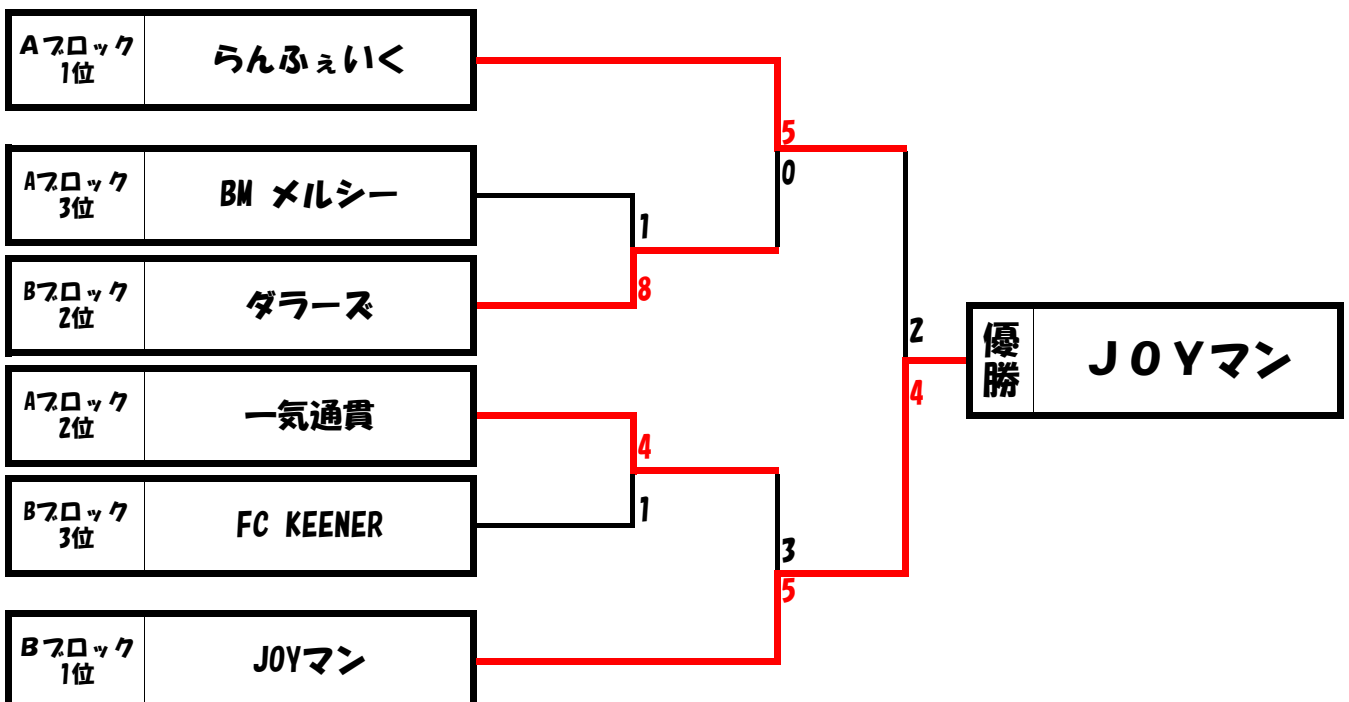 Aブロック
1位
らんふぇいく
5
0
Aブロック
3位
BM メルシー
1
8
Bブロック
2位
ダラーズ
2
4
優勝
JOYマン
Aブロック
2位
一気通貫
4
1
Bブロック
3位
FC KEENER
3
5
Bブロック
1位
JOYマン